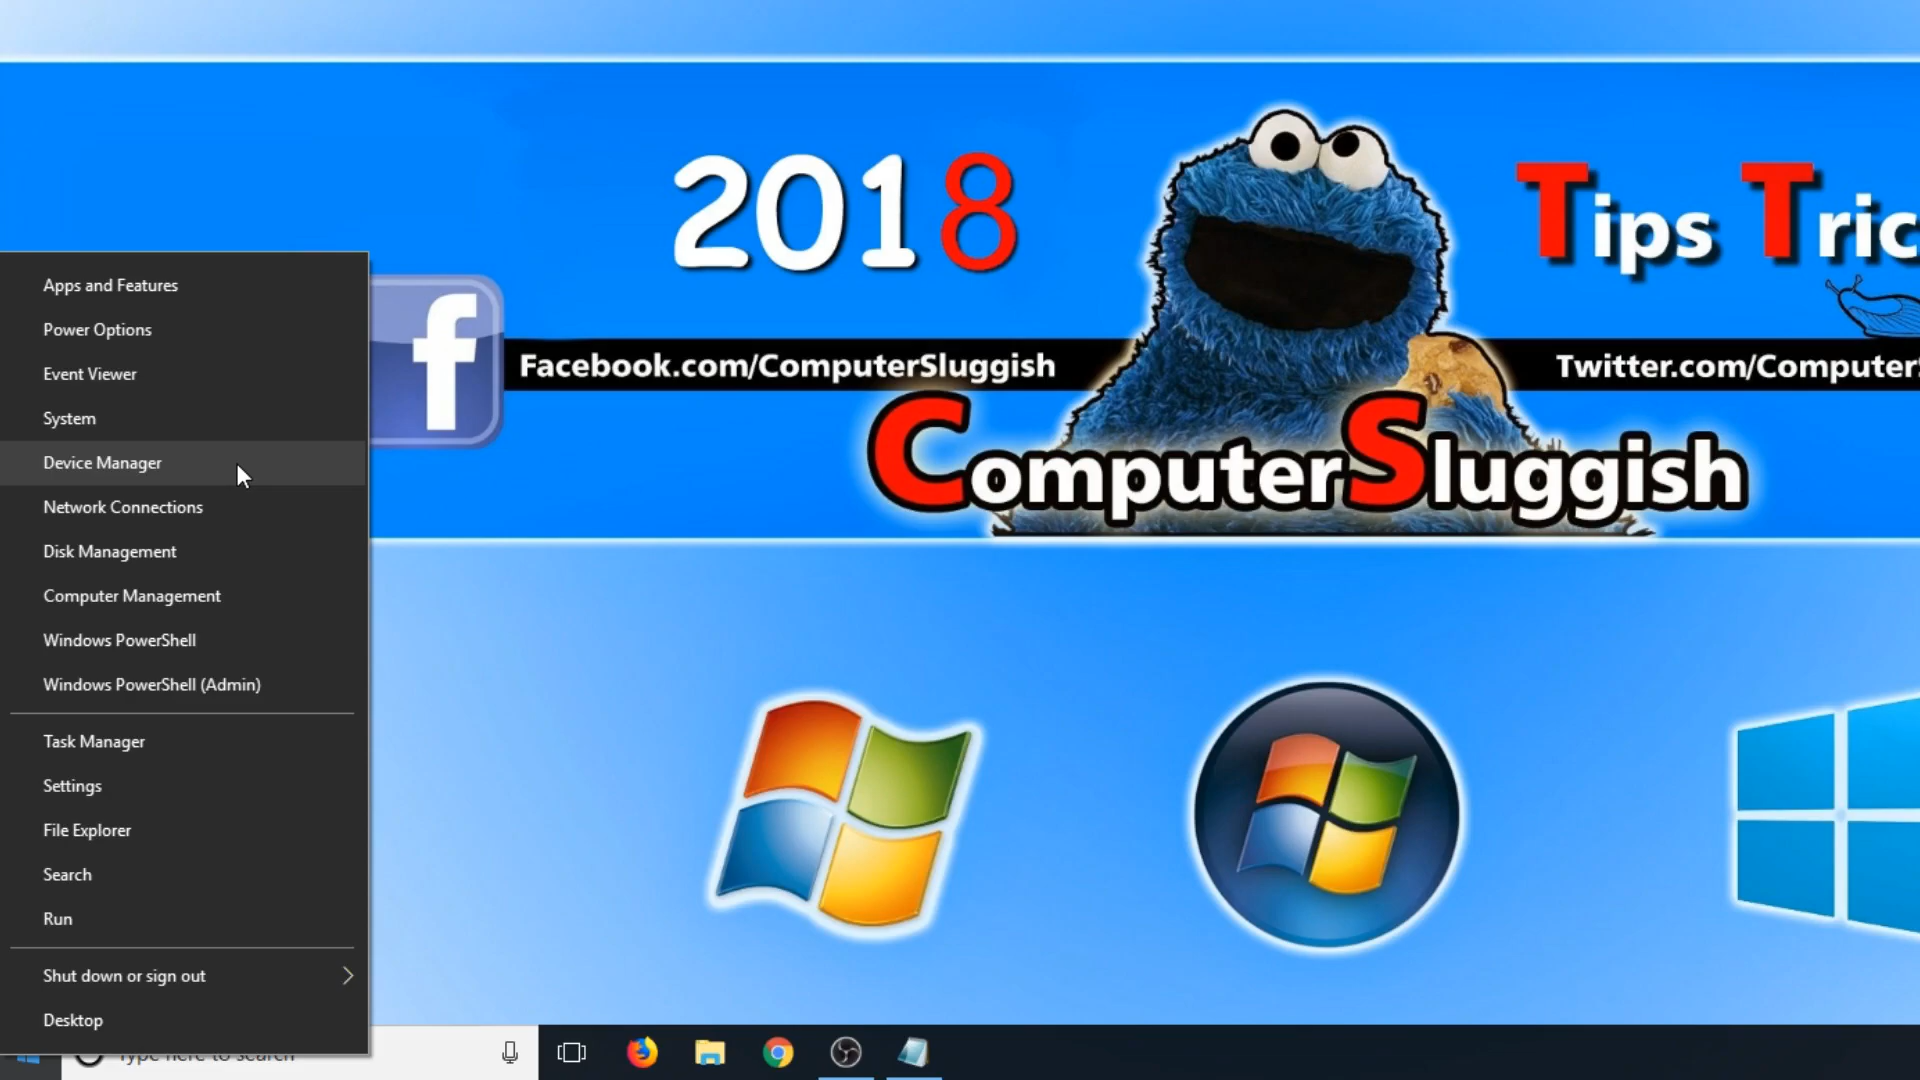 2018
Tips Tric
Facebook.com/ComputerSluggish
Twitter.com/Computer
ComputerSluggish
Apps and Features
Power Options
Event Viewer
System
Device Manager
Network Connections
Disk Management
Computer Management
Windows PowerShell
Windows PowerShell (Admin)
Task Manager
Settings
File Explorer
Search
Run
Shut down or sign out
Desktop
Type here to search